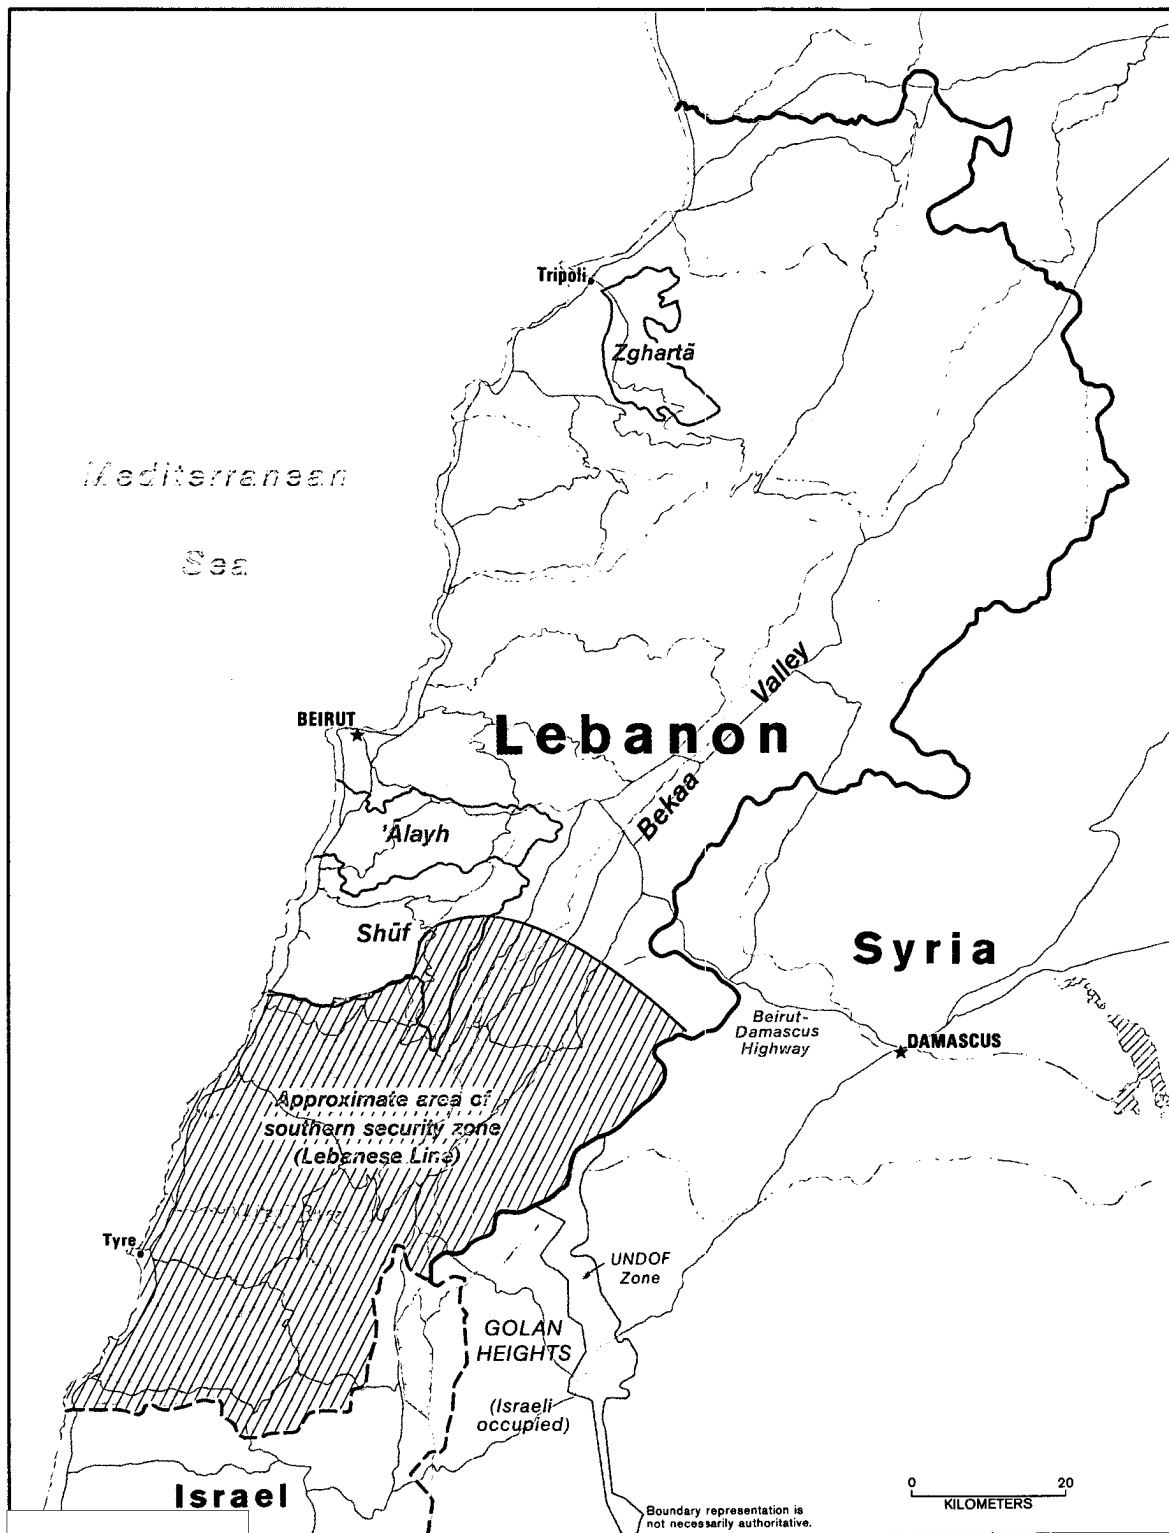 Tripoli
Zghartā
Mediterranean
Sea
Valley
BEIRUT
Lebanon
Bekaa
'Ālayh
Shūf
Syria
Beirut-
Damascus
Highway
DAMASCUS
Approximate area of
southern security zone
(Lebanese Line)
Tyre
UNDOF
Zone
GOLAN
HEIGHTS
(Israeli
occupied)
Israel
0 20
KILOMETERS
Boundary representation is
not necessarily authoritative.